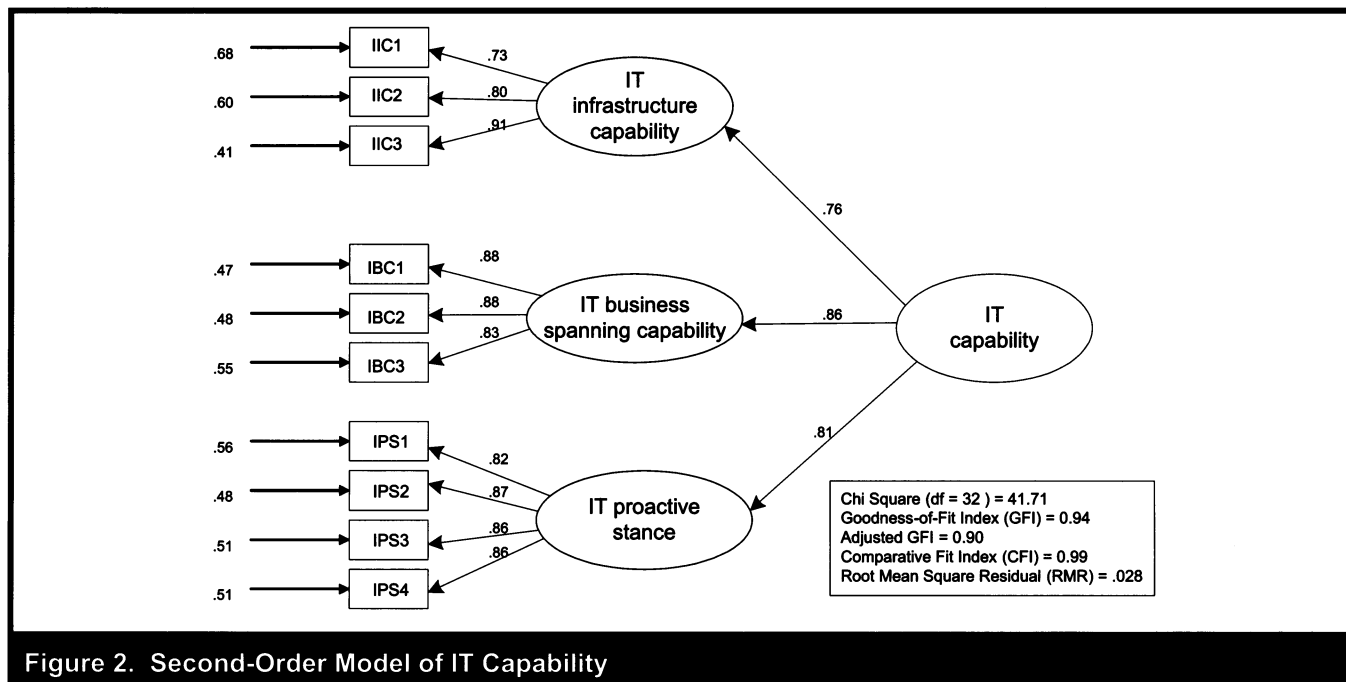 .68
IIC1
.73
.60
IIC2
.80
.41
IIC3
.91
IT
infrastructure
capability
.76
.47
IBC1
.88
.48
IBC2
.88
.55
IBC3
.83
IT business
spanning capability
.86
IT
capability
.56
IPS1
.82
.48
IPS2
.87
.51
IPS3
.86
.51
IPS4
.86
IT proactive
stance
.81
Chi Square (df = 32 ) = 41.71
Goodness-of-Fit Index (GFI) = 0.94
Adjusted GFI = 0.90
Comparative Fit Index (CFI) = 0.99
Root Mean Square Residual (RMR) = .028
Figure 2. Second-Order Model of IT Capability